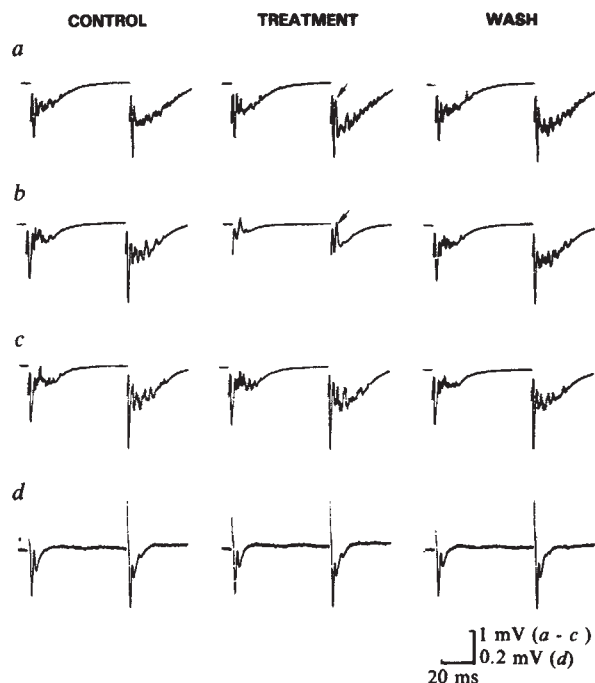 CONTROL TREATMENT WASH
a
b
c
d
1 mV (a - c)
0.2 mV (d)
20 ms